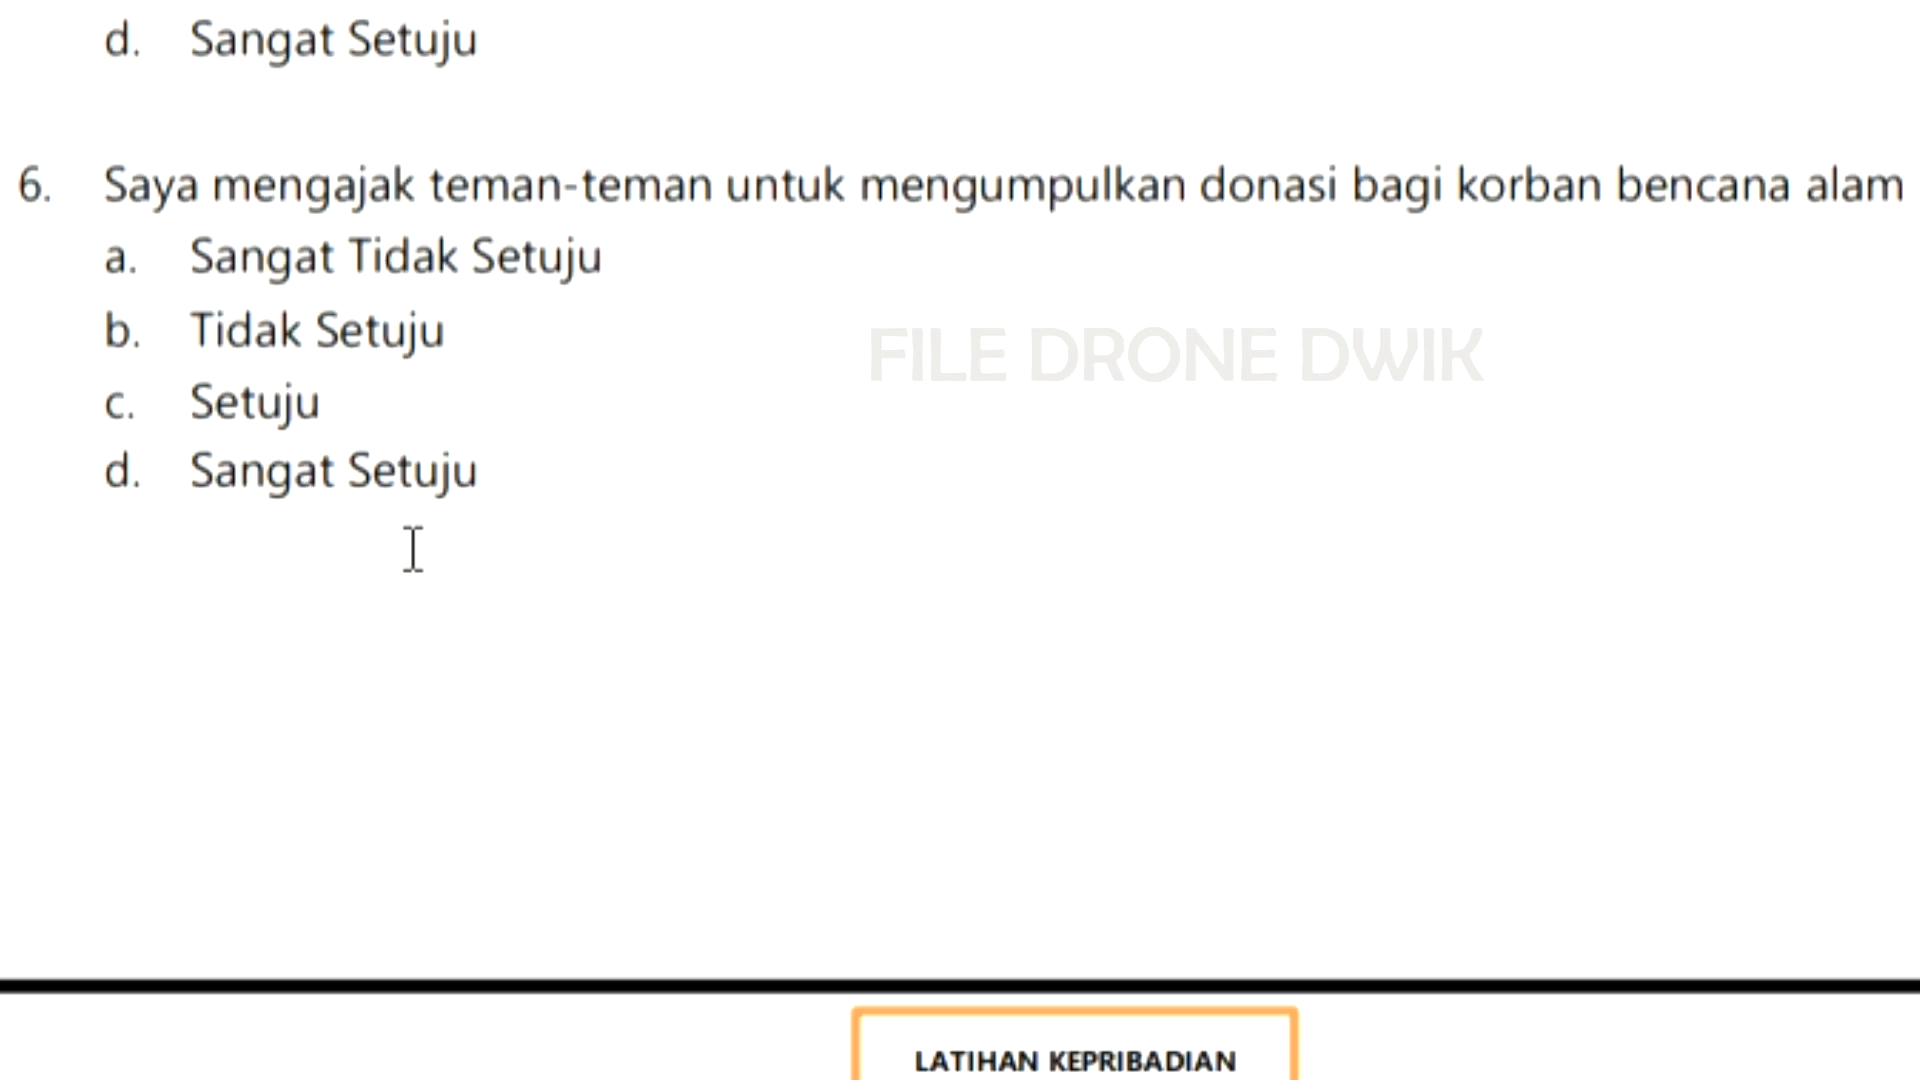 d. Sangat Setuju
6. Saya mengajak teman-teman untuk mengumpulkan donasi bagi korban bencana alam
a. Sangat Tidak Setuju
b. Tidak Setuju
FILE DRONE DWIK
c. Setuju
d. Sangat Setuju
LATIHAN KEPRIBADIAN